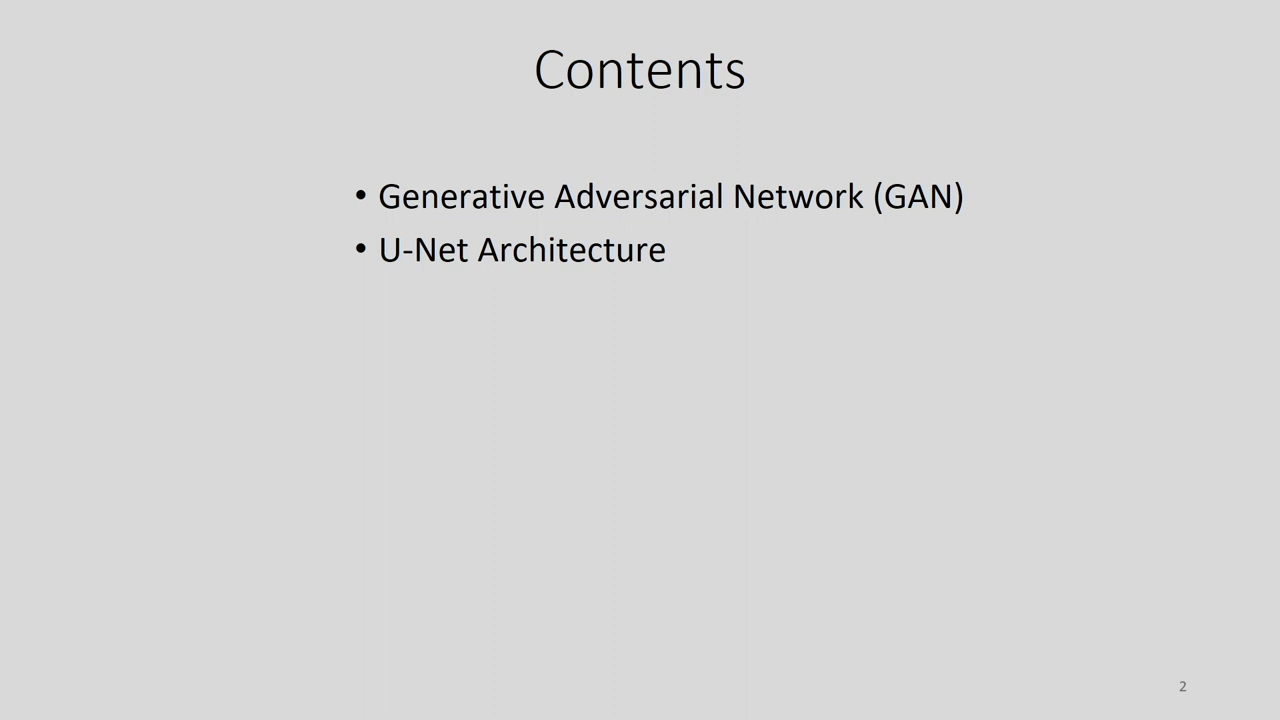 Contents
• Generative Adversarial Network (GAN)
• U-Net Architecture
2